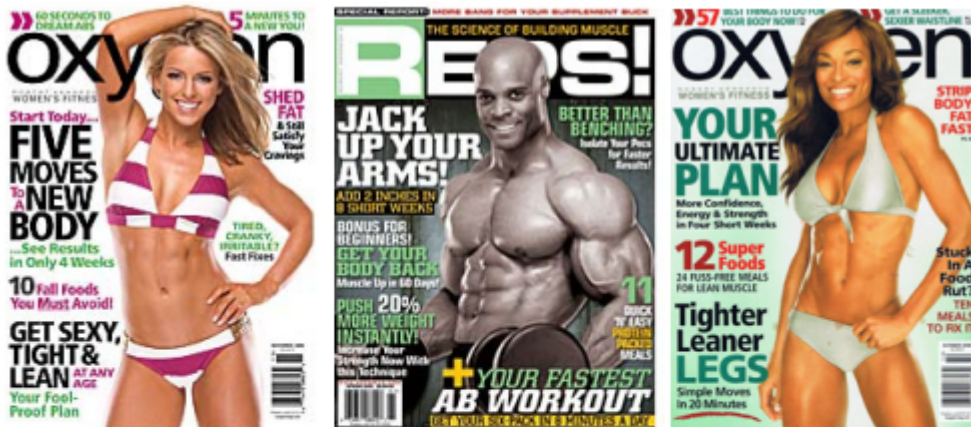 60 SECONDS TO
DREAM ABS
5 MINUTES TO
A NEW YOU!
oxygen
WOMEN'S FITNESS
SHED
FAT
& Still
Satisfy
Your
Cravings
Start Today...
FIVE
MOVES
To A NEW
BODY
...See Results
in Only 4 Weeks
TIRED,
CRANKY,
IRRITABLE?
Fast Fixes
10 Fall Foods
You Must Avoid!
GET SEXY,
TIGHT &
LEAN AT ANY
AGE
Your Fool-
Proof Plan
SPECIAL REPORT: MORE BANG FOR YOUR SUPPLEMENT BUCK
THE SCIENCE OF BUILDING MUSCLE
REPS!
JACK
UP YOUR
ARMS!
ADD 2 INCHES IN
8 SHORT WEEKS
BETTER THAN
BENCHING?
Isolate Your Pecs
for Faster
Results!
BONUS FOR
BEGINNERS!
GET YOUR
BODY BACK
Muscle Up in 60 Days!
PUSH 20%
MORE WEIGHT
INSTANTLY!
Increase Your
Strength Now With
this Technique
11
QUICK
'N' EASY
PROTEIN
PACKED
MEALS
+YOUR FASTEST
AB WORKOUT
GET YOUR SIX-PACK IN 8 MINUTES A DAY
57 BEST THINGS TO DO FOR
YOUR BODY NOW!
GET A SLEEKER,
SEXIER WAISTLINE
oxygen
WOMEN'S FITNESS
STRIP
BODY
FAT
FAST
YOUR
ULTIMATE
PLAN
More Confidence,
Energy & Strength
in Four Short Weeks
12 Super
Foods
24 FUSS-FREE MEALS
FOR LEAN MUSCLE
Stuck
In A
Food
Rut?
TEN
MEALS
TO FIX IT
Tighter
Leaner
LEGS
Simple Moves
in 20 Minutes